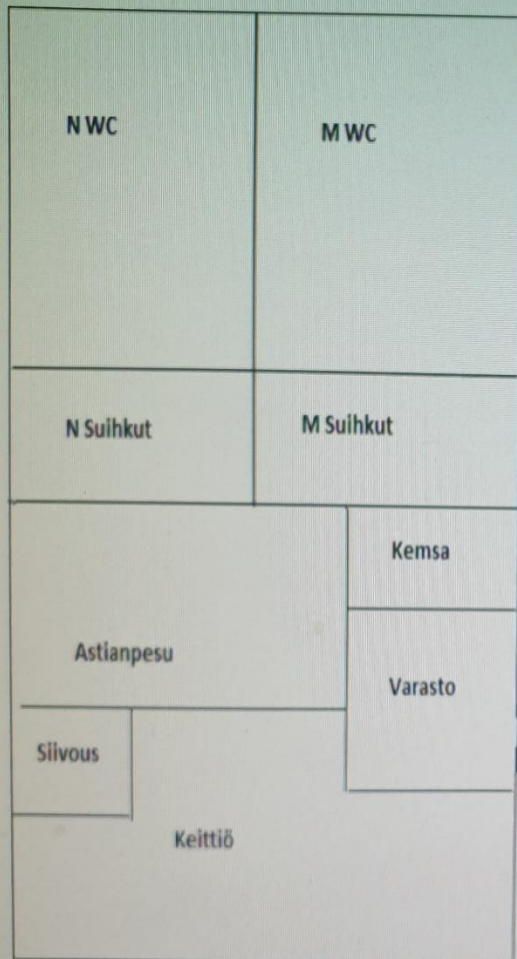 N WC
M WC
N Suihkut
M Suihkut
Kemsa
Astianpesu
Varasto
Siivous
Keittiö